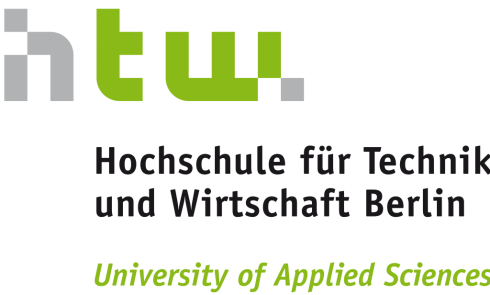 htw.
Hochschule für Technik
und Wirtschaft Berlin
University of Applied Sciences